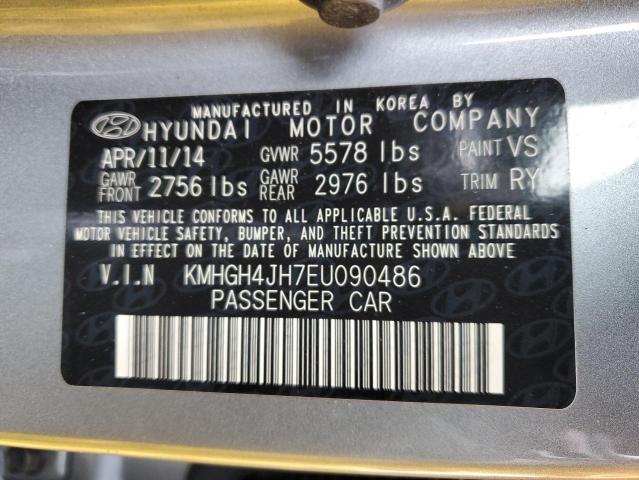 MANUFACTURED IN KOREA BY
HYUNDAI MOTOR COMPANY
APR/11/14 GVWR 5578 lbs PAINT VS
GAWR FRONT 2756 lbs GAWR REAR 2976 lbs TRIM RY
THIS VEHICLE CONFORMS TO ALL APPLICABLE U.S.A. FEDERAL
MOTOR VEHICLE SAFETY, BUMPER, AND THEFT PREVENTION STANDARDS
IN EFFECT ON THE DATE OF MANUFACTURE SHOWN ABOVE
V.I.N KMHGH4JH7EU090486
PASSENGER CAR